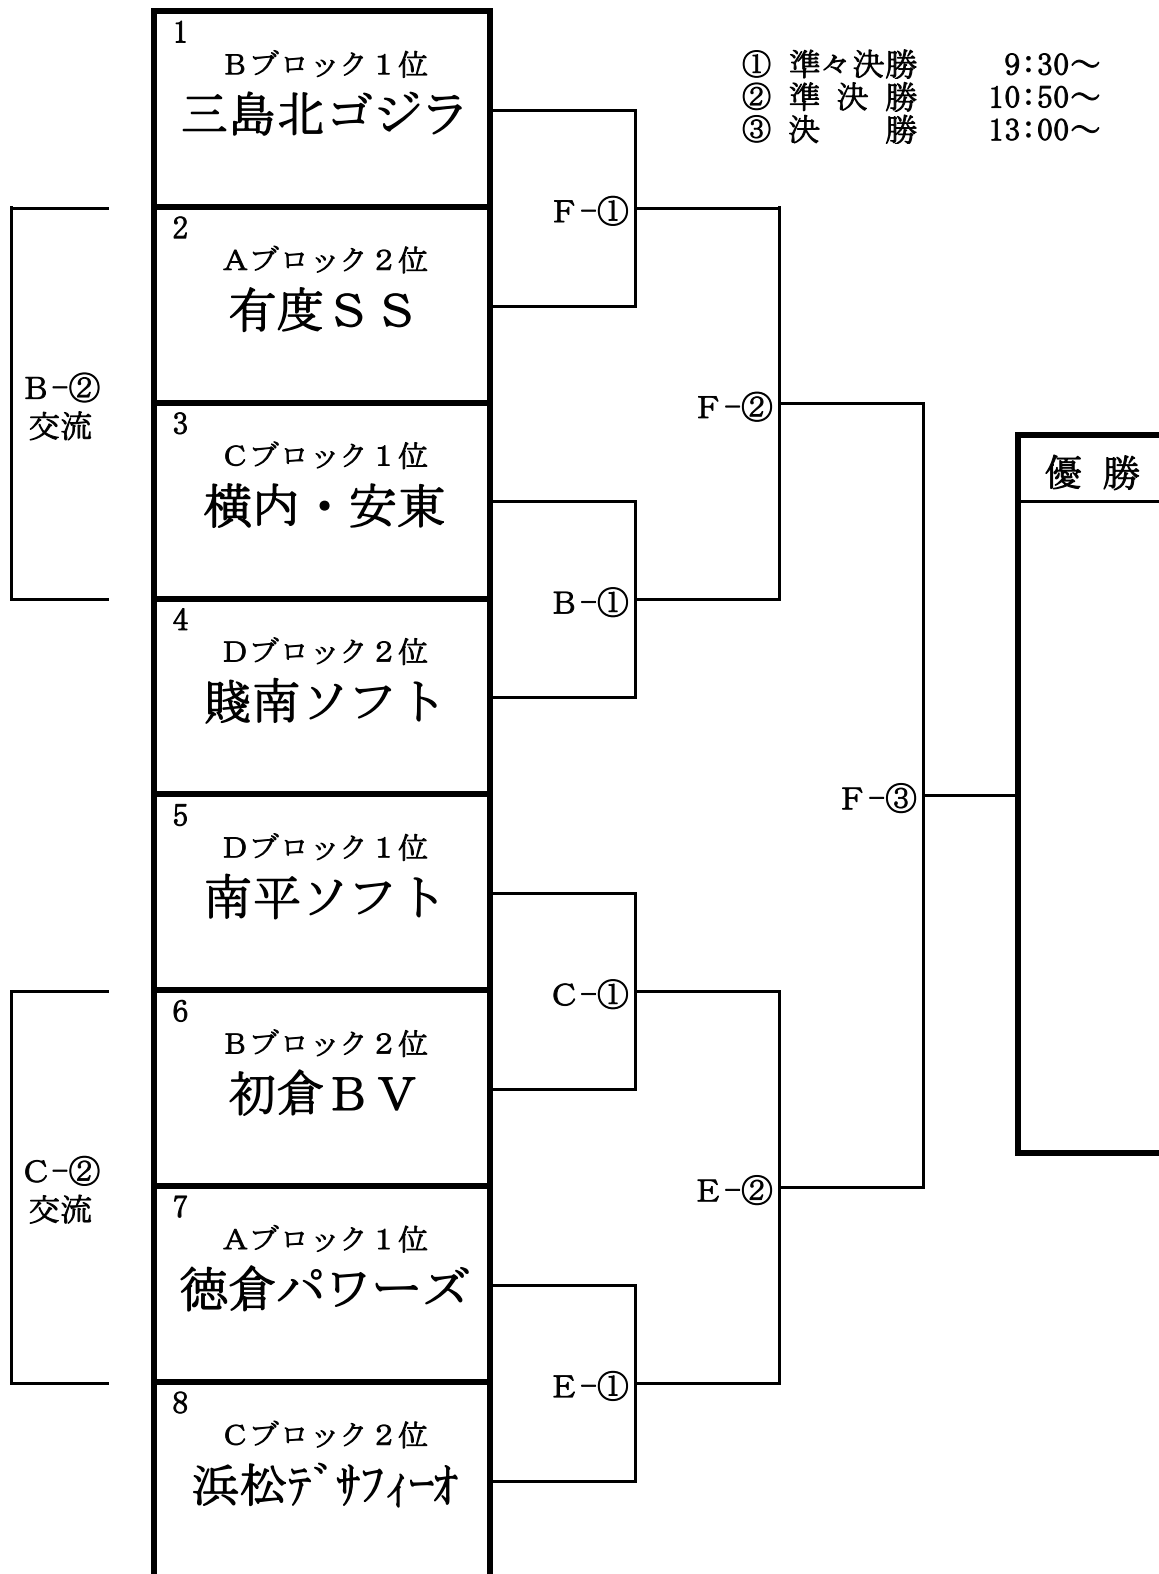 ① 準々決勝 9:30～
② 準 決 勝 10:50～
③ 決 勝 13:00～
1
Bブロック1位
三島北ゴジラ
F-①
2
Aブロック2位
有度SS
B-②
交流
F-②
3
Cブロック1位
横内・安東
優 勝
B-①
4
Dブロック2位
賤南ソフト
F-③
5
Dブロック1位
南平ソフト
C-①
6
Bブロック2位
初倉BV
C-②
交流
E-②
7
Aブロック1位
徳倉パワーズ
E-①
8
Cブロック2位
浜松ﾃﾞｻﾌｨｰｵ